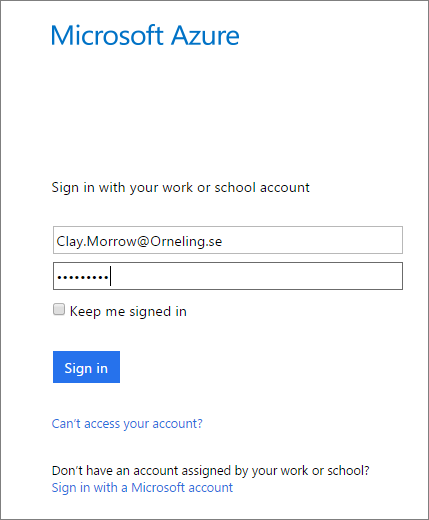 Microsoft Azure
Sign in with your work or school account
Clay.Morrow@Orneling.se
•••••••••
Keep me signed in
Sign in
Can't access your account?
Don't have an account assigned by your work or school?
Sign in with a Microsoft account